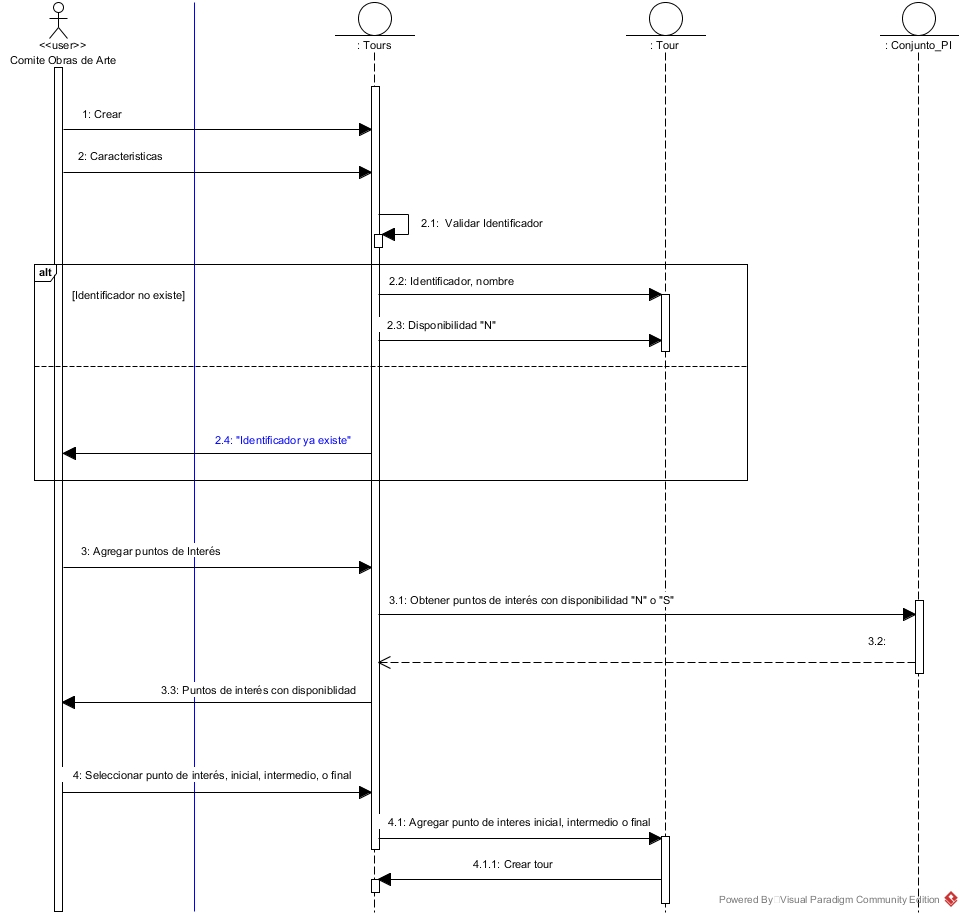 <<user>>
Comite Obras de Arte
: Tours
: Tour
: Conjunto_PI
1: Crear
2: Caracteristicas
2.1:  Validar Identificador
alt
[Identificador no existe]
2.2: Identificador, nombre
2.3: Disponibilidad "N"
2.4: "Identificador ya existe"
3: Agregar puntos de Interés
3.1: Obtener puntos de interés con disponibilidad "N" o "S"
3.2:
3.3: Puntos de interés con disponiblidad
4: Seleccionar punto de interés, inicial, intermedio, o final
4.1: Agregar punto de interes inicial, intermedio o final
4.1.1: Crear tour
Powered By Visual Paradigm Community Edition